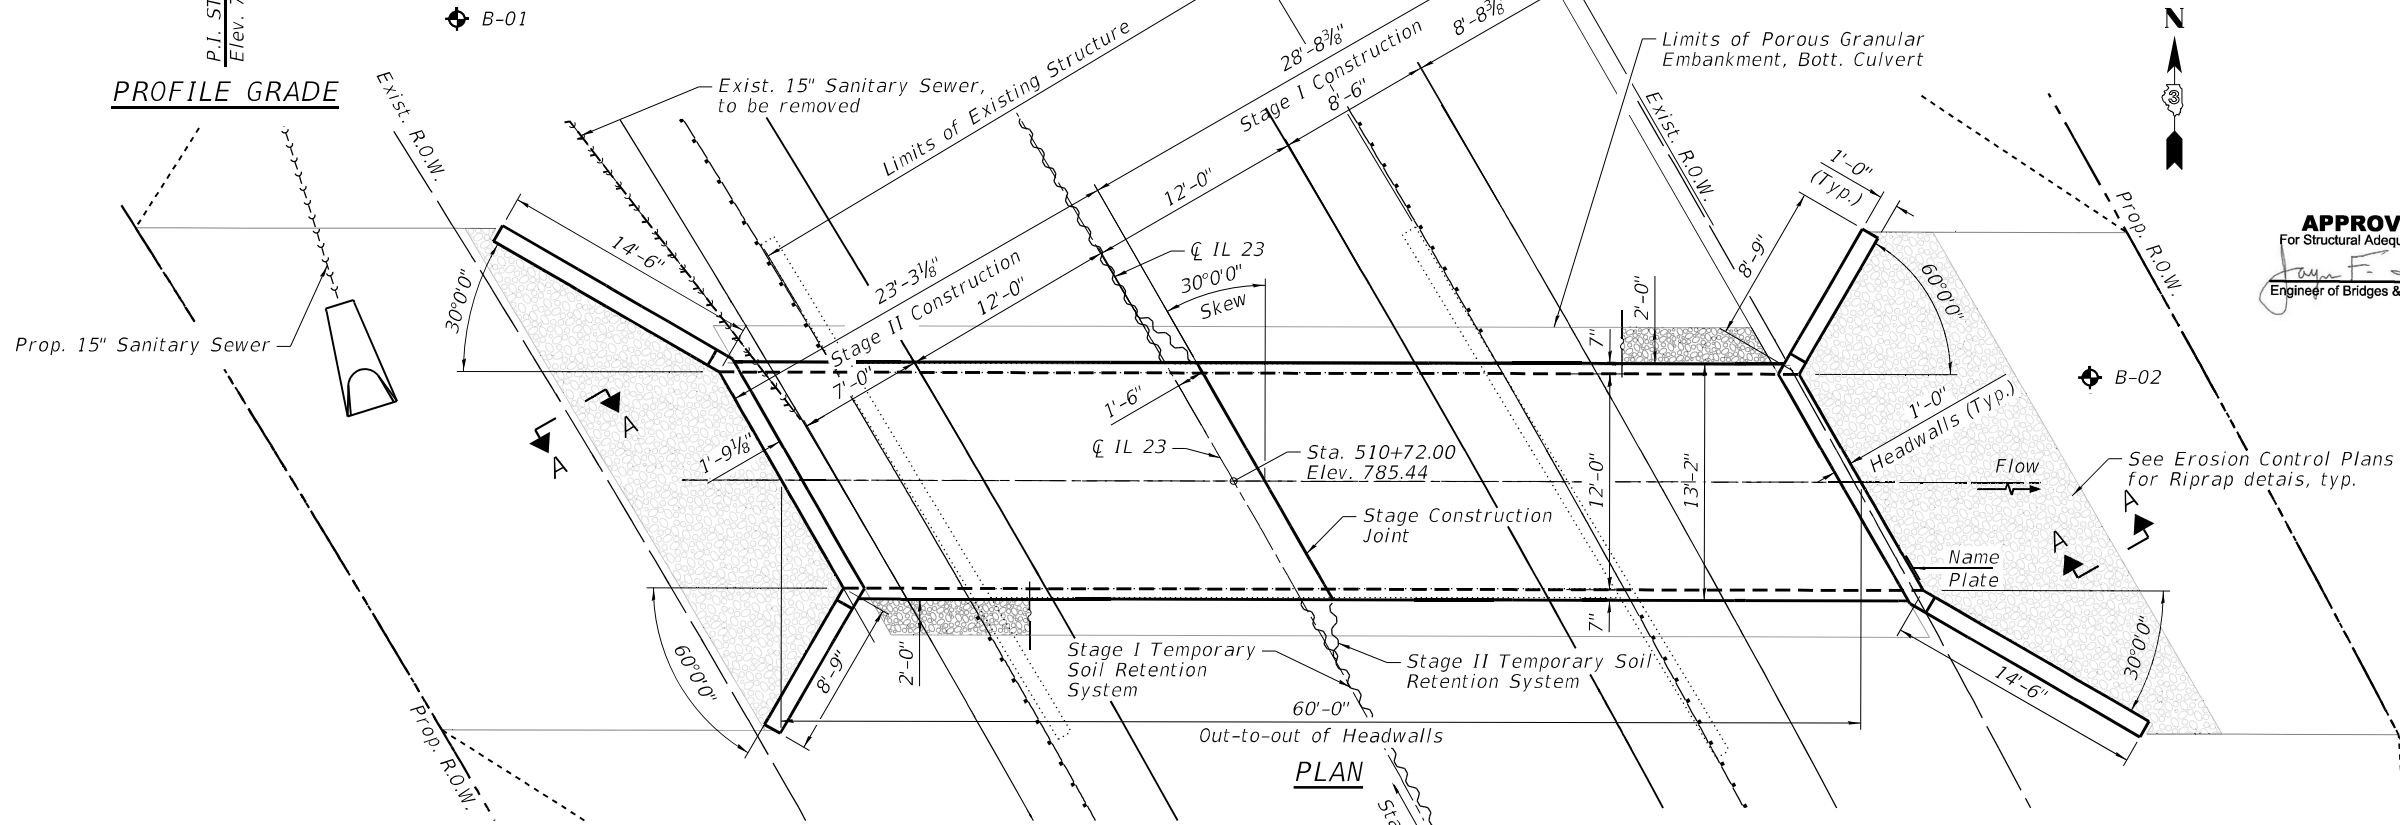 B-01
P.I. ST
Elev. 7
PROFILE GRADE
Exist. R.O.W.
Exist. 15" Sanitary Sewer,
to be removed
Limits of Existing Structure
28'-8⅜"
Stage I Construction
8'-8⅜
8'-6"
12'-0"
Limits of Porous Granular
Embankment, Bott. Culvert
Exist. R.O.W.
N
3
1'-0"
(Typ.)
Prop. R.O.W.
APPROV
For Structural Adequ
Engineer of Bridges &
14'-6"
30°0'0"
23'-3⅛"
Stage II Construction
12'-0"
7'-0"
℄ IL 23
30°0'0"
Skew
8'-9"
2'-0"
7"
60°0'0"
Prop. 15" Sanitary Sewer
B-02
A
A
1'-9⅛"
1'-6"
℄ IL 23
Sta. 510+72.00
Elev. 785.44
12'-0"
13'-2"
1'-0"
Headwalls (Typ.)
Flow
See Erosion Control Plans
for Riprap detais, typ.
Stage Construction
Joint
A
A
Name
Plate
60°0'0"
8'-9"
2'-0"
Stage I Temporary
Soil Retention
System
Stage II Temporary Soil
Retention System
7"
30°0'0"
14'-6"
60'-0"
Out-to-out of Headwalls
Prop. R.O.W.
PLAN
Sta